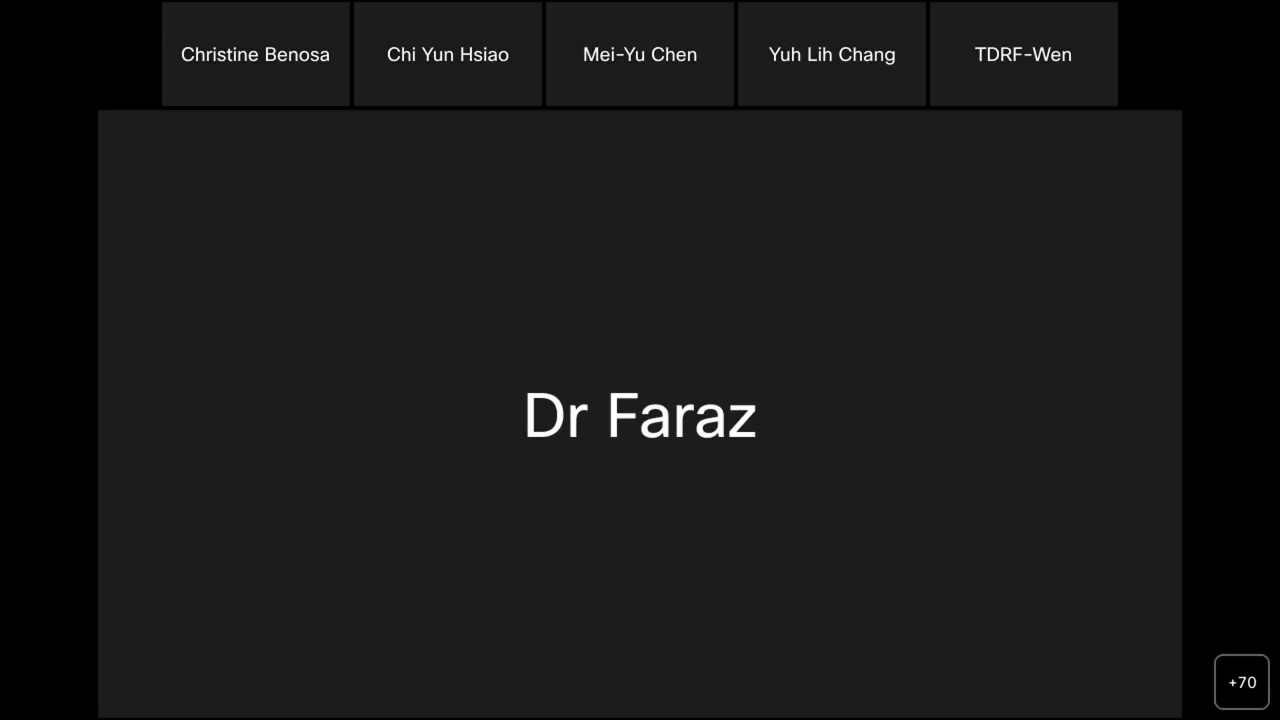 Christine Benosa
Chi Yun Hsiao
Mei-Yu Chen
Yuh Lih Chang
TDRF-Wen
Dr Faraz
+70